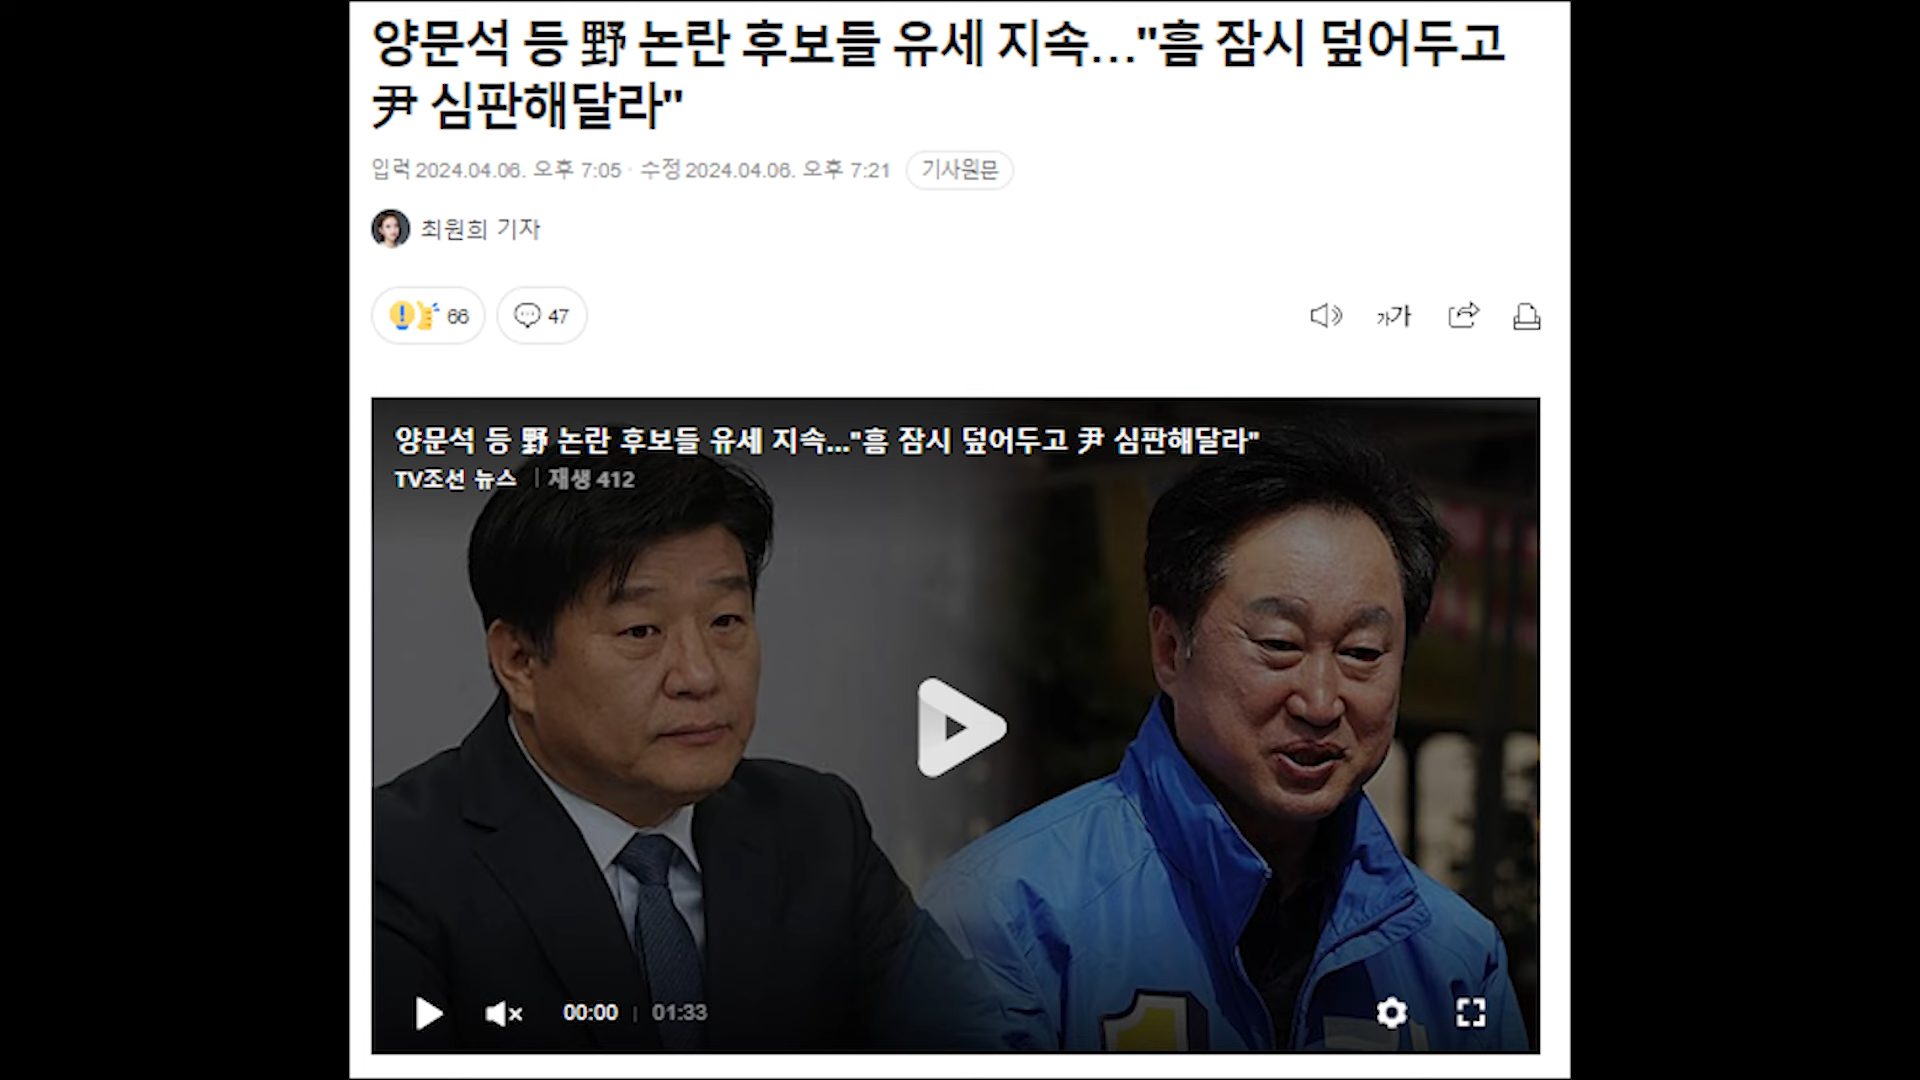 양문석 등 野 논란 후보들 유세 지속…"흠 잠시 덮어두고
尹 심판해달라"
입력 2024.04.06. 오후 7:05 · 수정 2024.04.06. 오후 7:21 기사원문
최원희 기자
66 47 가가
양문석 등 野 논란 후보들 유세 지속..."흠 잠시 덮어두고 尹 심판해달라"
TV조선 뉴스 | 재생 412
00:00 | 01:33
1